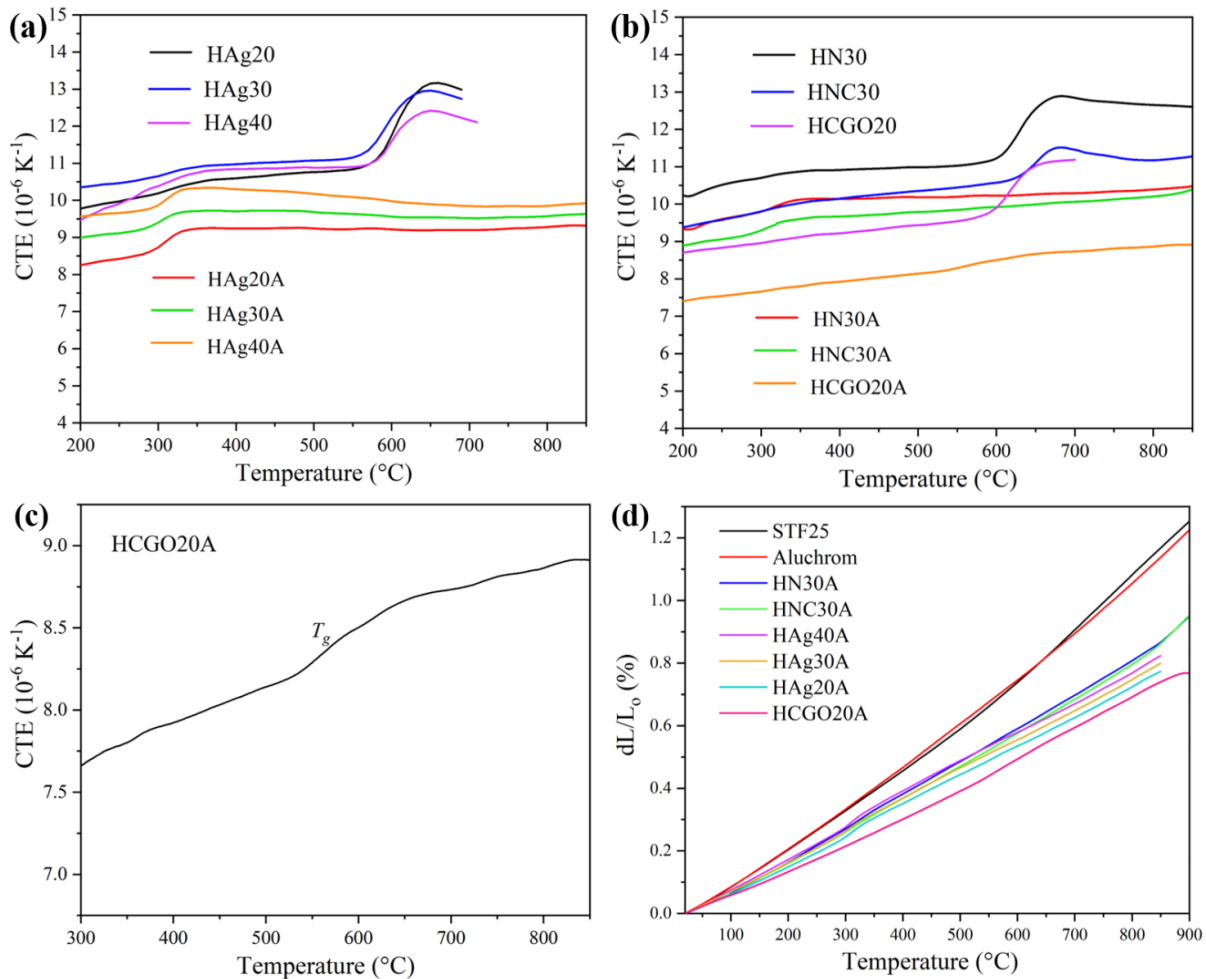 (a)
HAg20
HAg30
HAg40
HAg20A
HAg30A
HAg40A
CTE (10⁻⁶ K⁻¹)
15
14
13
12
11
10
9
8
7
6
5
4
200 300 400 500 600 700 800
Temperature (°C)
(b)
HN30
HNC30
HCGO20
HN30A
HNC30A
HCGO20A
CTE (10⁻⁶ K⁻¹)
15
14
13
12
11
10
9
8
7
6
5
4
200 300 400 500 600 700 800
Temperature (°C)
(c)
HCGO20A
Tg
CTE (10⁻⁶ K⁻¹)
9.0
8.5
8.0
7.5
7.0
300 400 500 600 700 800
Temperature (°C)
(d)
STF25
Aluchrom
HN30A
HNC30A
HAg40A
HAg30A
HAg20A
HCGO20A
dL/Lo (%)
1.2
1.0
0.8
0.6
0.4
0.2
0.0
100 200 300 400 500 600 700 800 900
Temperature (°C)